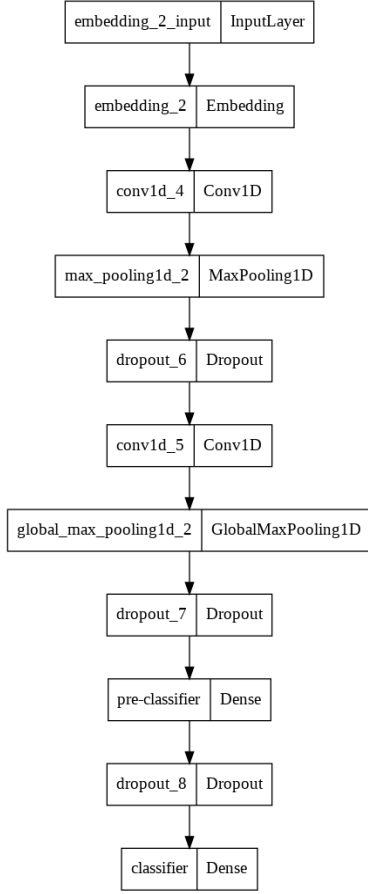 embedding_2_input InputLayer
embedding_2 Embedding
conv1d_4 Conv1D
max_pooling1d_2 MaxPooling1D
dropout_6 Dropout
conv1d_5 Conv1D
global_max_pooling1d_2 GlobalMaxPooling1D
dropout_7 Dropout
pre-classifier Dense
dropout_8 Dropout
classifier Dense